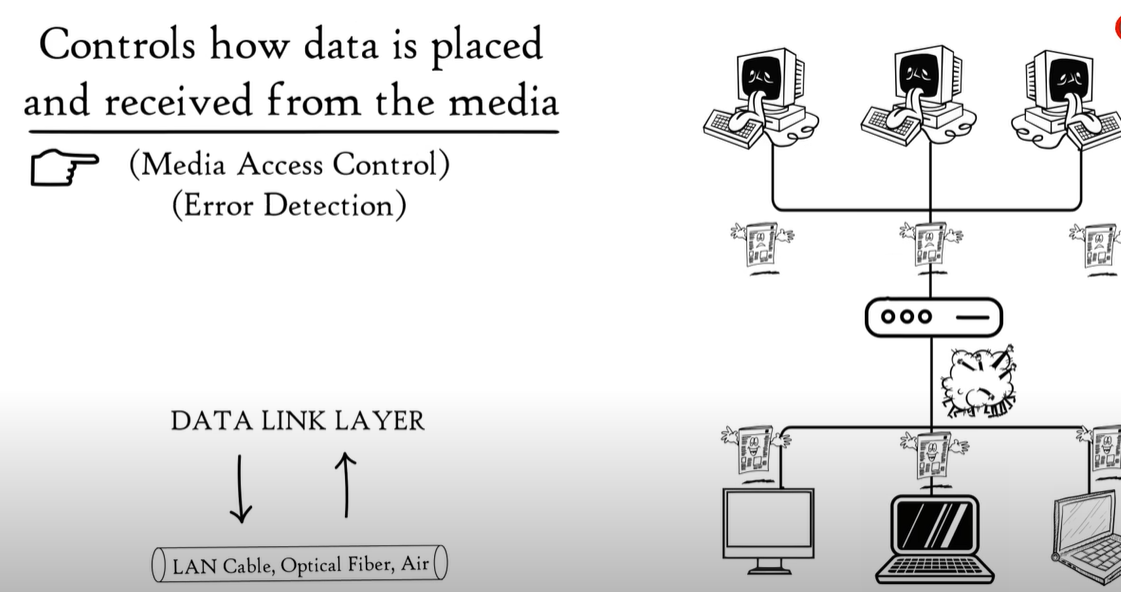 Controls how data is placed
and received from the media
(Media Access Control)
(Error Detection)
DATA LINK LAYER
LAN Cable, Optical Fiber, Air